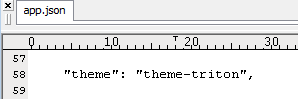 app.json
0 10 20 30
57
58 "theme": "theme-triton",
59